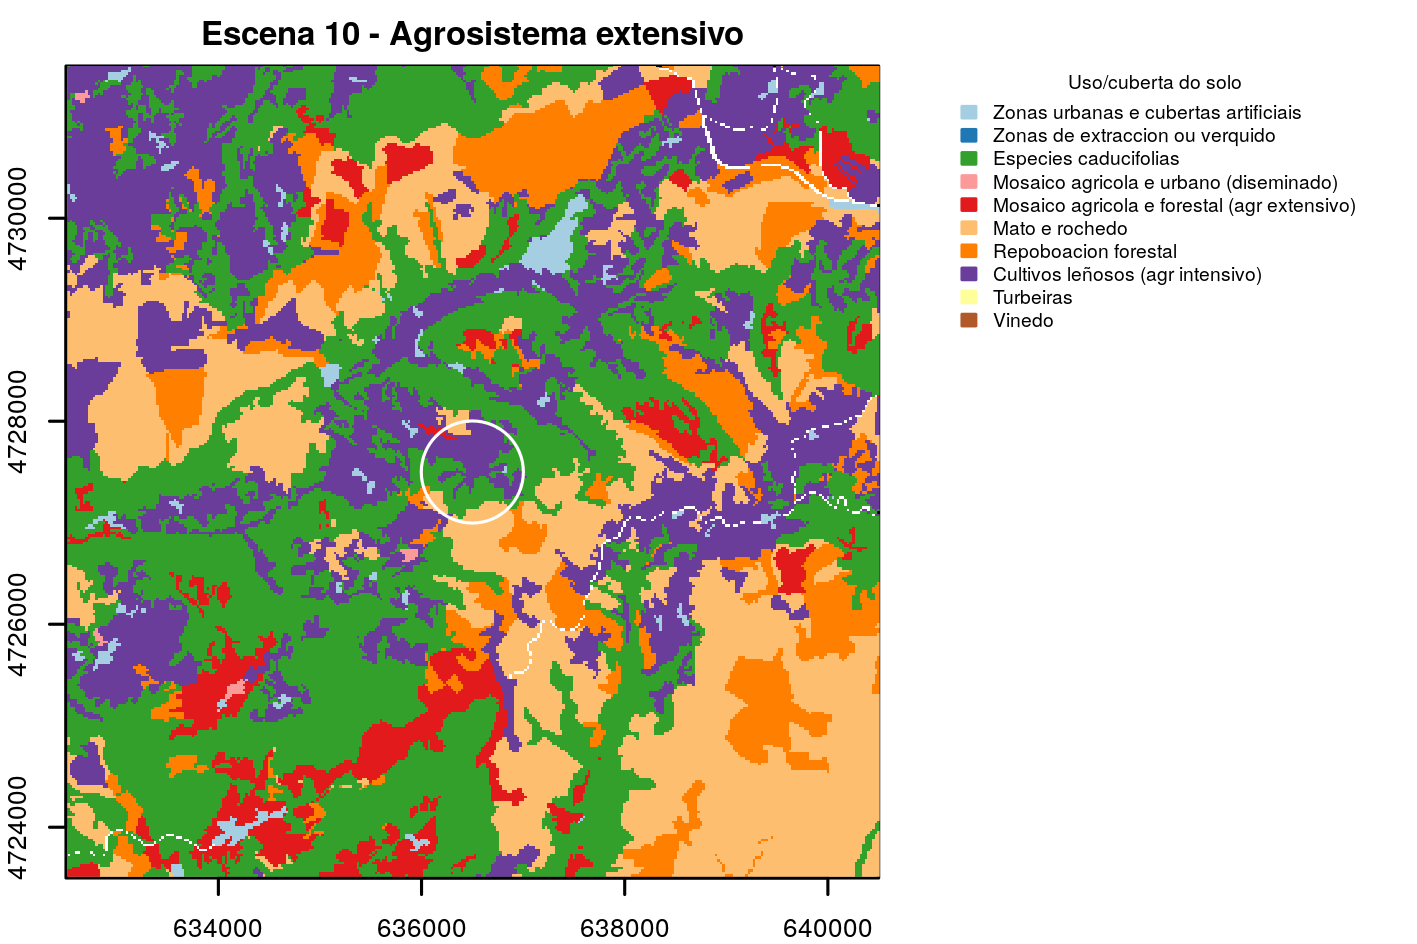 Escena 10 - Agrosistema extensivo
Uso/cuberta do solo
Zonas urbanas e cubertas artificiais
Zonas de extraccion ou verquido
Especies caducifolias
Mosaico agricola e urbano (diseminado)
Mosaico agricola e forestal (agr extensivo)
Mato e rochedo
Repoboacion forestal
Cultivos leñosos (agr intensivo)
Turbeiras
Vinedo
4730000
4728000
4726000
4724000
634000
636000
638000
640000